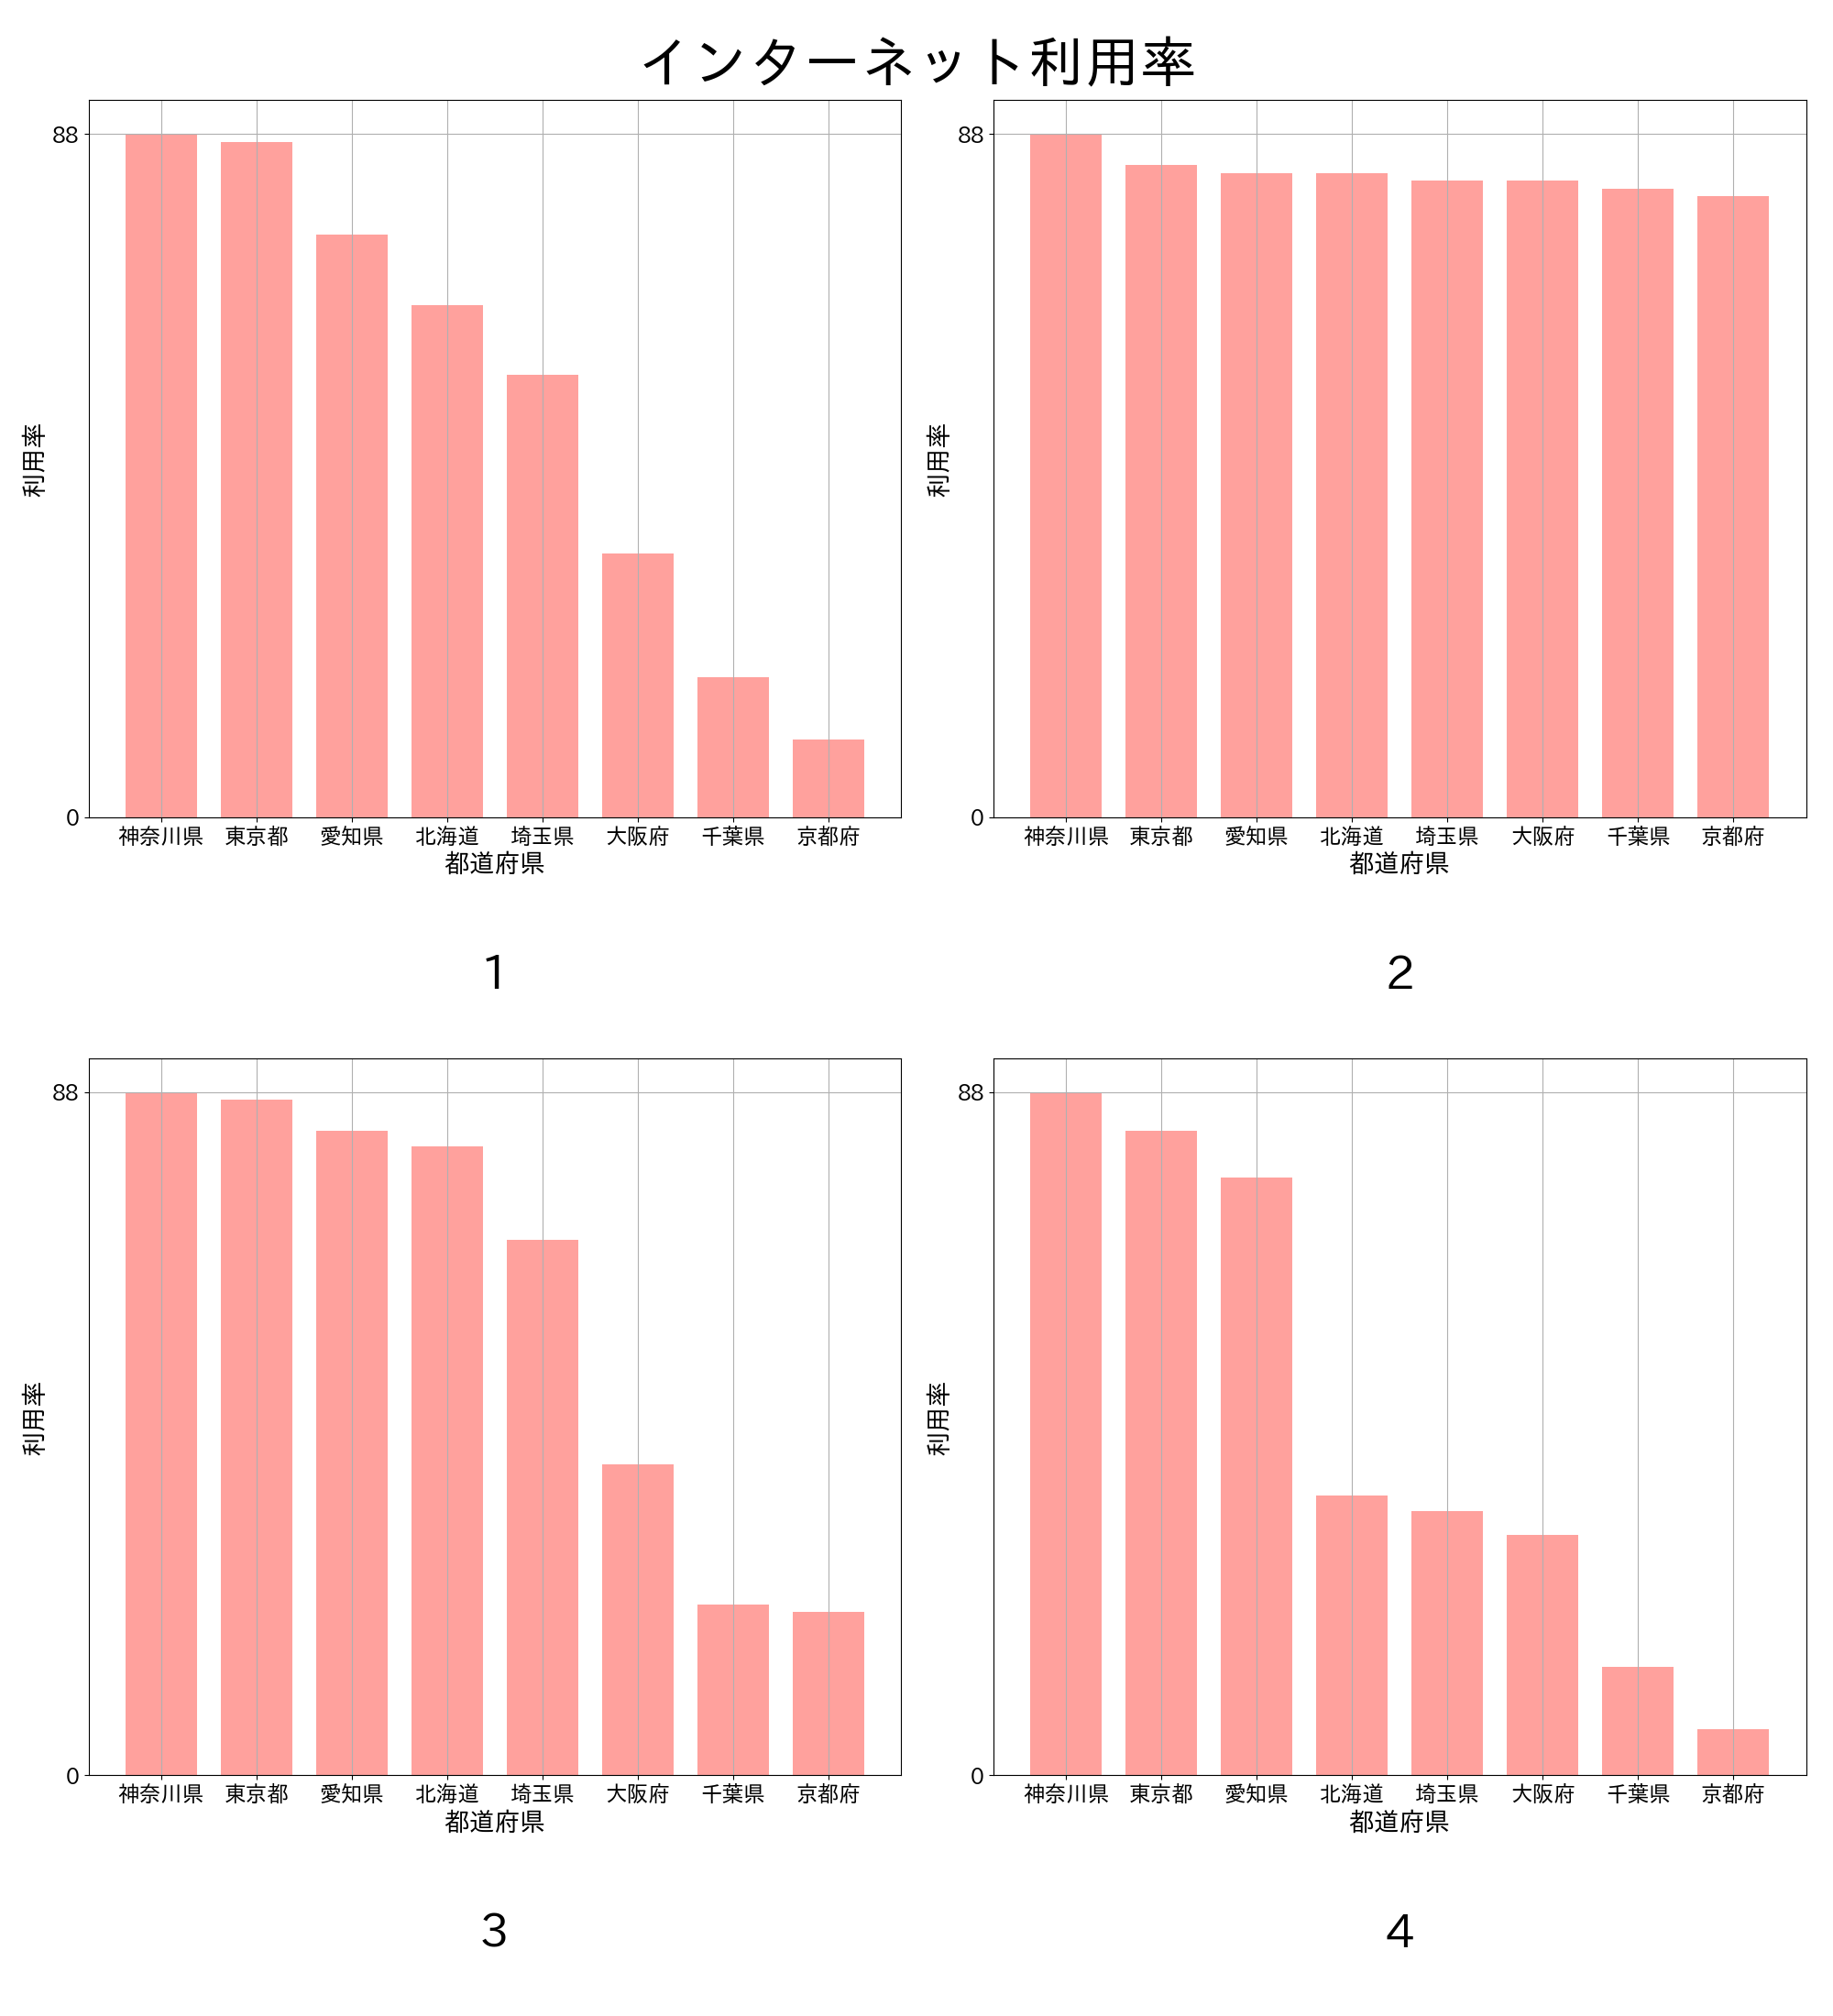 インターネット利用率
88
0
利用率
神奈川県 東京都 愛知県 北海道 埼玉県 大阪府 千葉県 京都府
都道府県
1
88
0
利用率
神奈川県 東京都 愛知県 北海道 埼玉県 大阪府 千葉県 京都府
都道府県
2
88
0
利用率
神奈川県 東京都 愛知県 北海道 埼玉県 大阪府 千葉県 京都府
都道府県
3
88
0
利用率
神奈川県 東京都 愛知県 北海道 埼玉県 大阪府 千葉県 京都府
都道府県
4